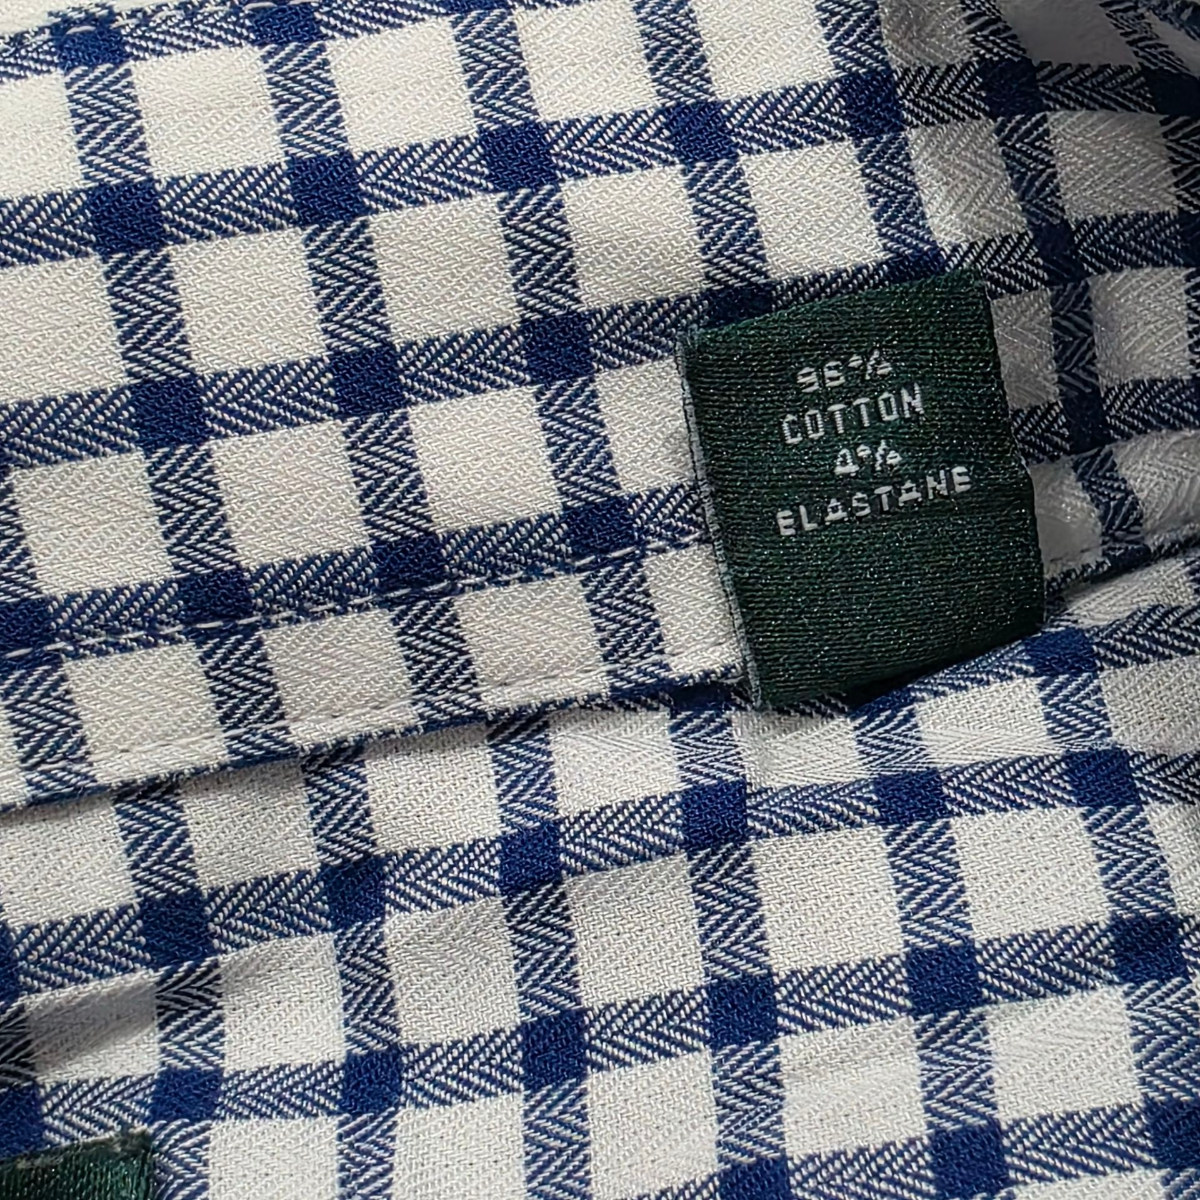 96%
COTTON
4%
ELASTANE